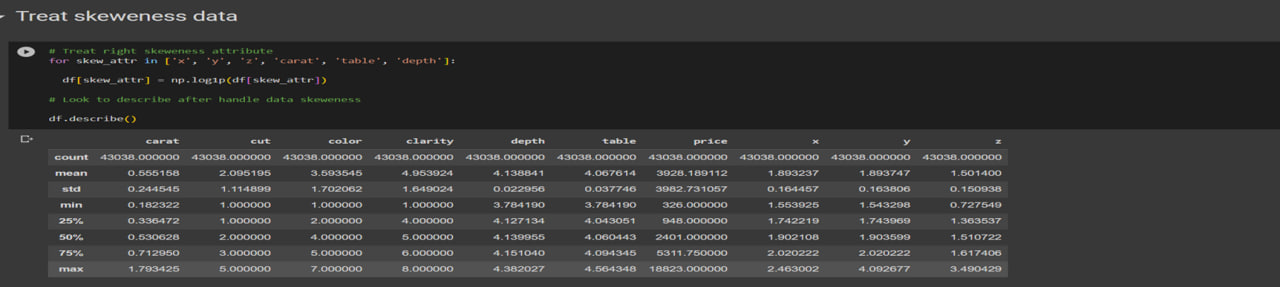 Treat skeweness data
# Treat right skeweness attribute
for skew_attr in ['x', 'y', 'z', 'carat', 'table', 'depth']:
df[skew_attr] = np.log1p(df[skew_attr])
# Look to describe after handle data skeweness
df.describe()
carat cut color clarity depth table price x y z
count 43038.000000 43038.000000 43038.000000 43038.000000 43038.000000 43038.000000 43038.000000 43038.000000 43038.000000 43038.000000
mean 0.555158 2.095195 3.593545 4.953924 4.138841 4.067614 3928.189112 1.893237 1.893747 1.501400
std 0.244545 1.114899 1.702062 1.649024 0.022956 0.037746 3982.731057 0.164457 0.163806 0.150938
min 0.182322 1.000000 1.000000 1.000000 3.784190 3.784190 326.000000 1.553925 1.543298 0.727549
25% 0.336472 1.000000 2.000000 4.000000 4.127134 4.043051 948.000000 1.742219 1.743969 1.363537
50% 0.530628 2.000000 4.000000 5.000000 4.139955 4.060443 2401.000000 1.902108 1.903599 1.510722
75% 0.712950 3.000000 5.000000 6.000000 4.151040 4.094345 5311.750000 2.020222 2.020222 1.617406
max 1.793425 5.000000 7.000000 8.000000 4.382027 4.564348 18823.000000 2.463002 4.092677 3.490429